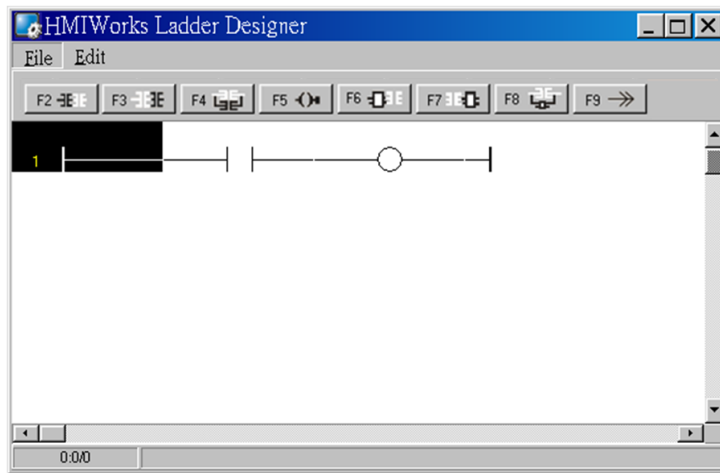 HMIWorks Ladder Designer
File Edit
F2 F3 F4 F5 F6 F7 F8 F9
1
0:0/0